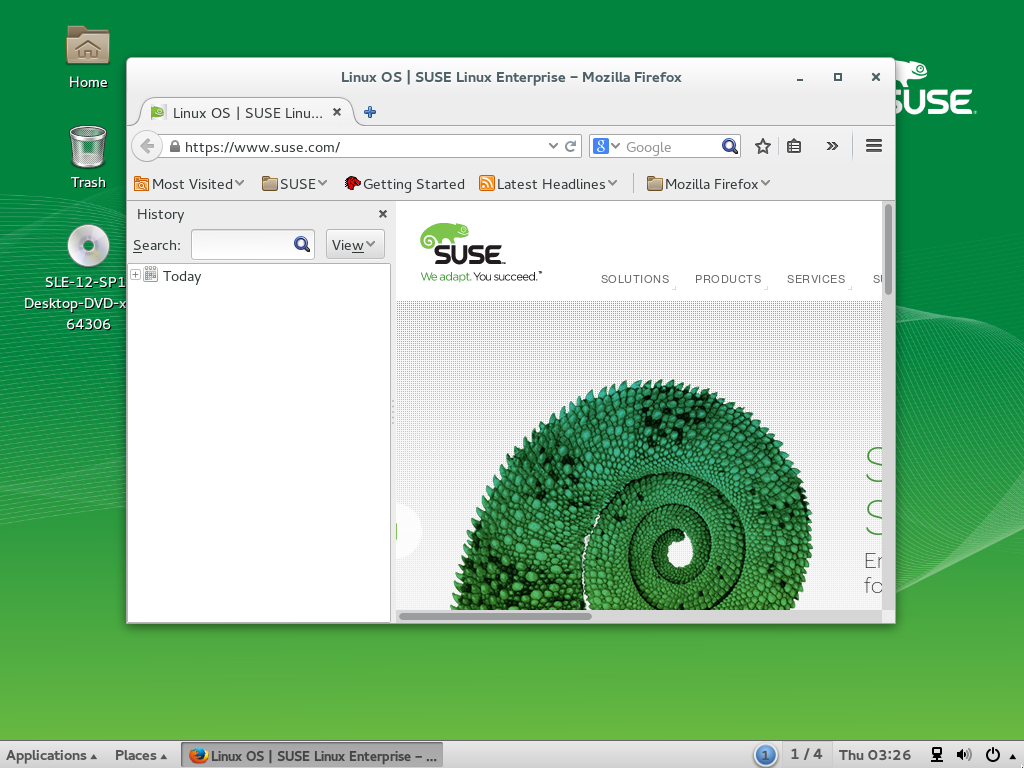 Home
Trash
SLE-12-SP1
Desktop-DVD-x
64306
SUSE
Linux OS | SUSE Linux Enterprise – Mozilla Firefox
Linux OS | SUSE Linu...
https://www.suse.com/
Google
Most Visited
SUSE
Getting Started
Latest Headlines
Mozilla Firefox
History
Search:
View
Today
SUSE
We adapt. You succeed.™
SOLUTIONS
PRODUCTS
SERVICES
Applications
Places
Linux OS | SUSE Linux Enterprise – ...
1
1 / 4
Thu 03:26